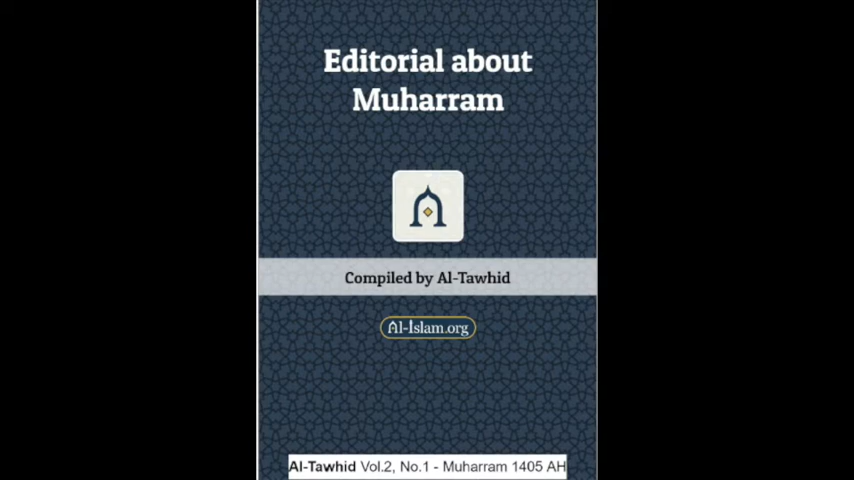 Editorial about
Muharram
Compiled by Al-Tawhid
Al-Islam.org
Al-Tawhid Vol.2, No.1 - Muharram 1405 AH